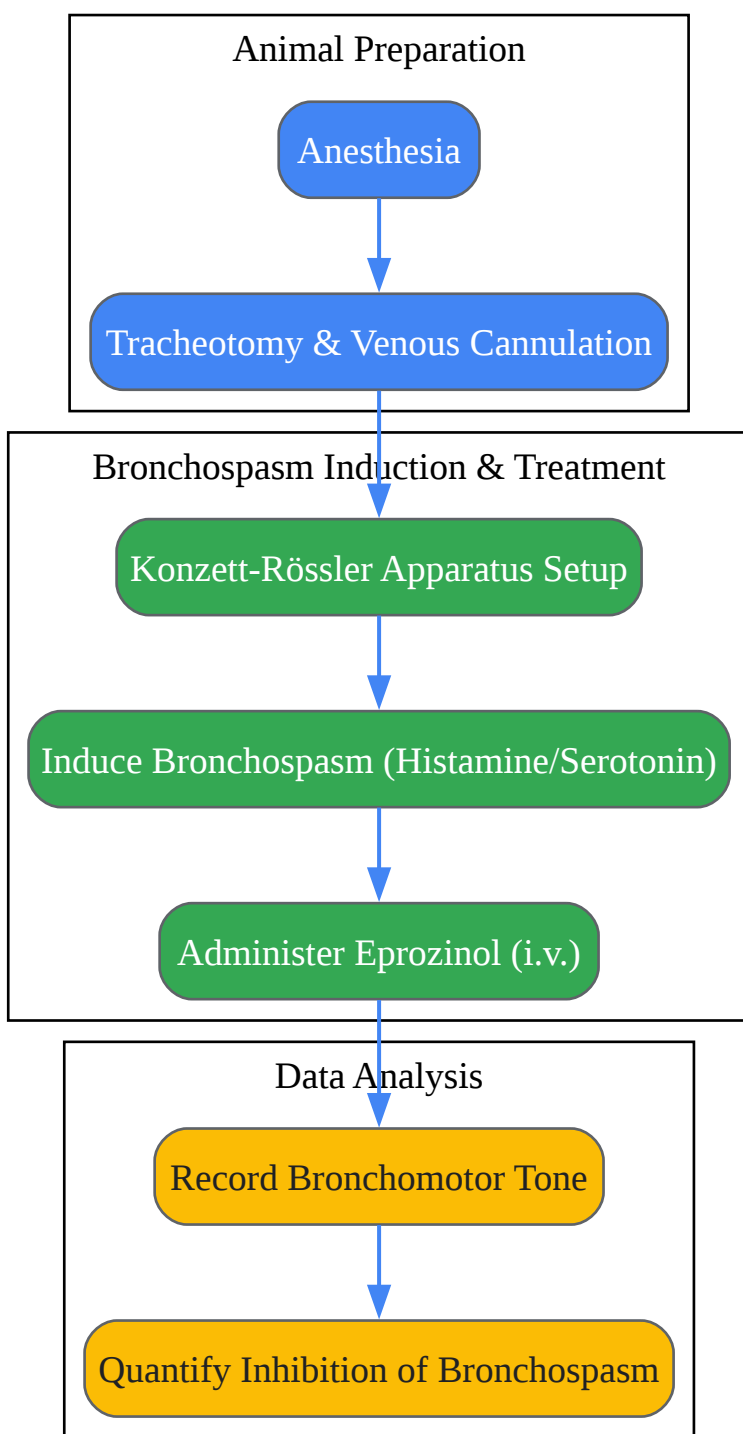 Animal Preparation
Anesthesia
Tracheotomy & Venous Cannulation
Bronchospasm Induction & Treatment
Konzett-Rössler Apparatus Setup
Induce Bronchospasm (Histamine/Serotonin)
Administer Eprozinol (i.v.)
Data Analysis
Record Bronchomotor Tone
Quantify Inhibition of Bronchospasm